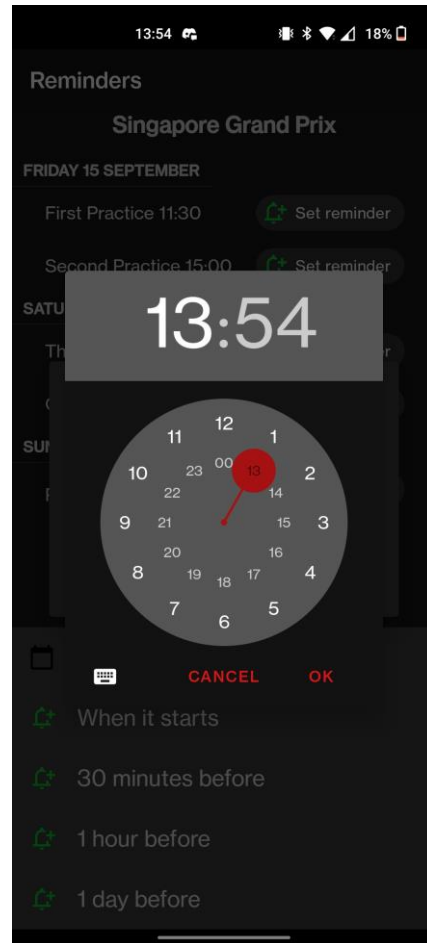 13:54 18%
Reminders
Singapore Grand Prix
FRIDAY 15 SEPTEMBER
First Practice 11:30 Set reminder
Second Practice 15:00 Set reminder
SATU
13:54
Th r
SUN
12
11 1
00
23 13
10 2
22 14
9 21 15 3
20 16
8 4
19 17
18
7 5
6
CANCEL OK
When it starts
30 minutes before
1 hour before
1 day before